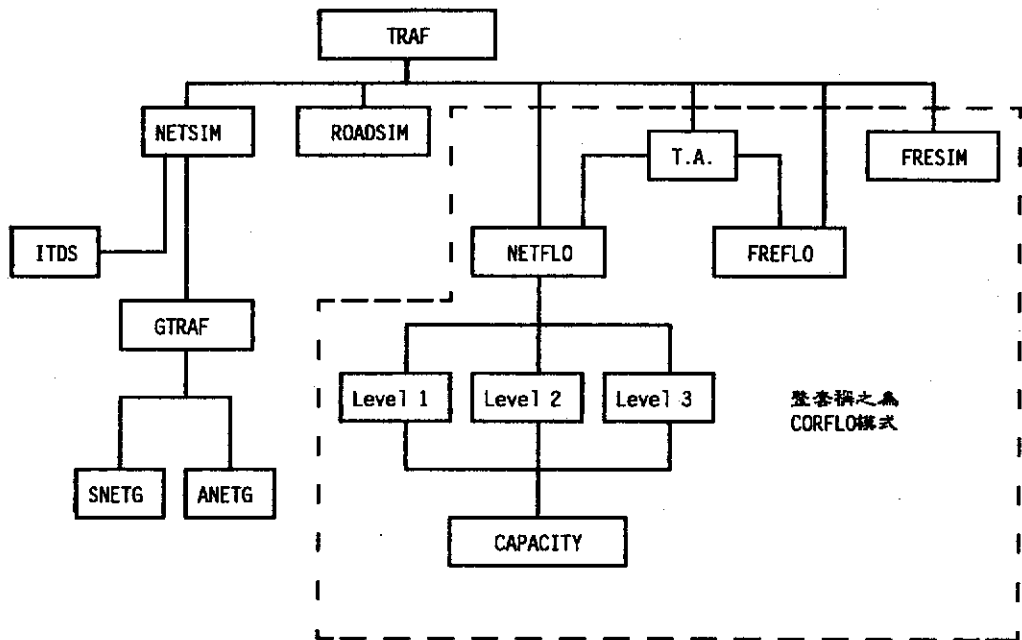 TRAF
NETSIM
ROADSIM
T.A.
FRESIM
ITDS
NETFLO
FREFLO
GTRAF
Level 1
Level 2
Level 3
整套稱之為
CORFLO模式
SNETG
ANETG
CAPACITY